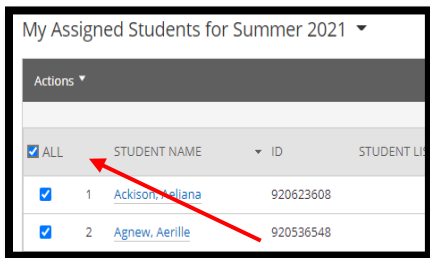 My Assigned Students for Summer 2021
Actions
ALL STUDENT NAME ID STUDENT LIS
1 Ackison, Aeliana 920623608
2 Agnew, Aerille 920536548